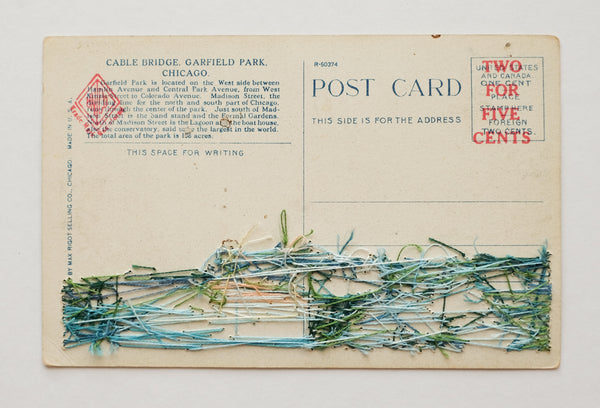 CABLE BRIDGE, GARFIELD PARK,
CHICAGO.
Garfield Park is located on the West side between
Hamlin Avenue and Central Park Avenue, from West
street to Colorado Avenue. Madison Street, the
line for the north and south part of Chicago,
through the center of the park. Just south of Mad-
Street is the band stand and the Formal Gardens.
of Madison Street is the Lagoon and the boat house,
the conservatory, said to be the largest in the world.
The total area of the park is acres.
THIS SPACE FOR WRITING
R-60374
POST CARD
THIS SIDE IS FOR THE ADDRESS
UNITED STATES
AND CANADA
ONE CENT
PLACE
STAMP HERE
FOREIGN
TWO CENTS
TWO
FOR
FIVE
CENTS
BY MAX RIGOT SELLING CO., CHICAGO. MADE IN U. S. A.